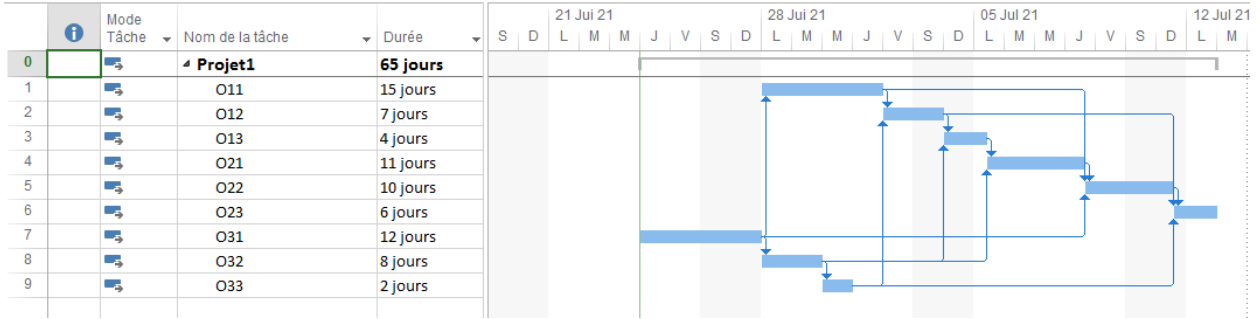 Mode Tâche Nom de la tâche Durée
21 Jui 21 28 Jui 21 05 Jul 21 12 Jul 21
S D L M M J V S D L M M J V S D L M M J V S D L M
0 Projet1 65 jours
1 O11 15 jours
2 O12 7 jours
3 O13 4 jours
4 O21 11 jours
5 O22 10 jours
6 O23 6 jours
7 O31 12 jours
8 O32 8 jours
9 O33 2 jours